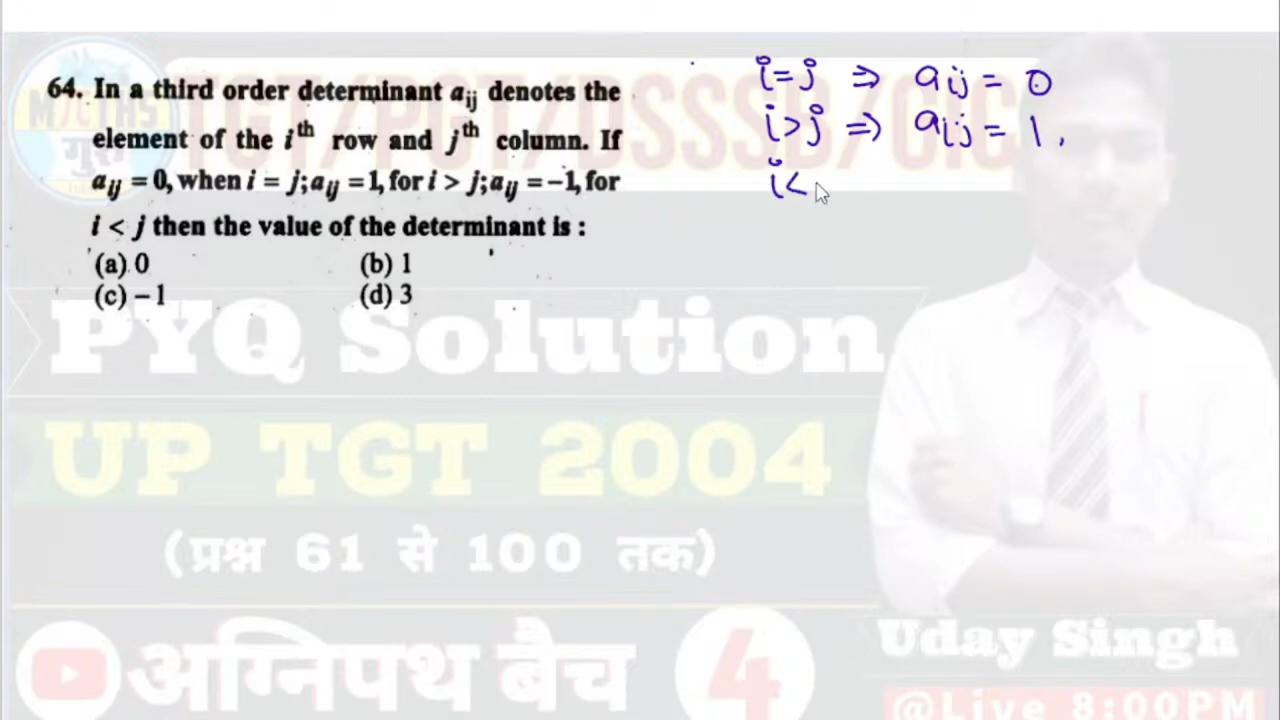 TGT/PGT/DSSSB/GIC
64. In a third order determinant aij denotes the
element of the ith row and jth column. If
aij = 0, when i = j; aij = 1, for i > j; aij = –1, for
i < j then the value of the determinant is :
(a) 0 (b) 1
(c) – 1 (d) 3
i=j ⇒ aij = 0
i>j ⇒ aij = 1,
i<
MATHS
गुरु
PYQ Solution
UP TGT 2004
(प्रश्न 61 से 100 तक)
अग्निपथ बैच 4
Uday Singh
@Live 8:00PM